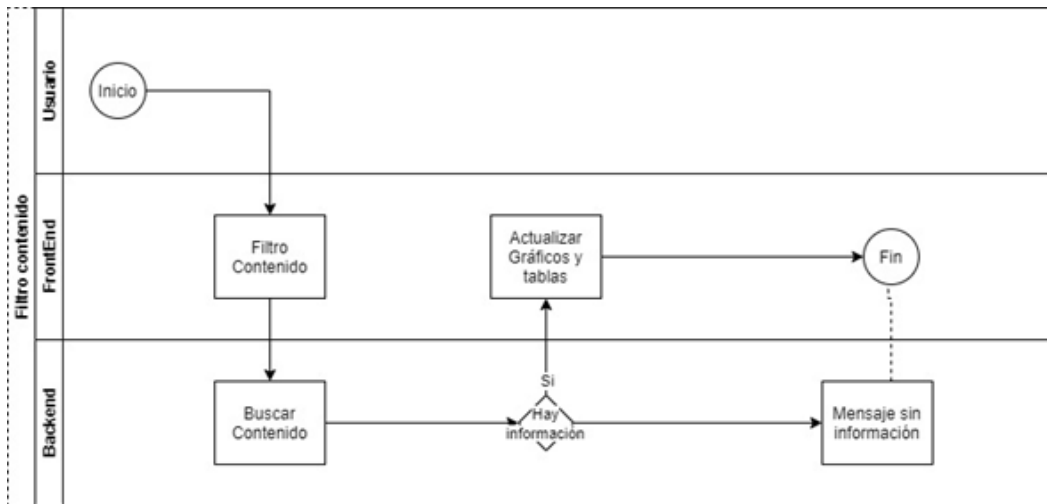 Filtro contenido
Usuario
Inicio
FrontEnd
Filtro
Contenido
Actualizar
Gráficos y
tablas
Fin
Backend
Buscar
Contenido
Si
Hay
información
Mensaje sin
información